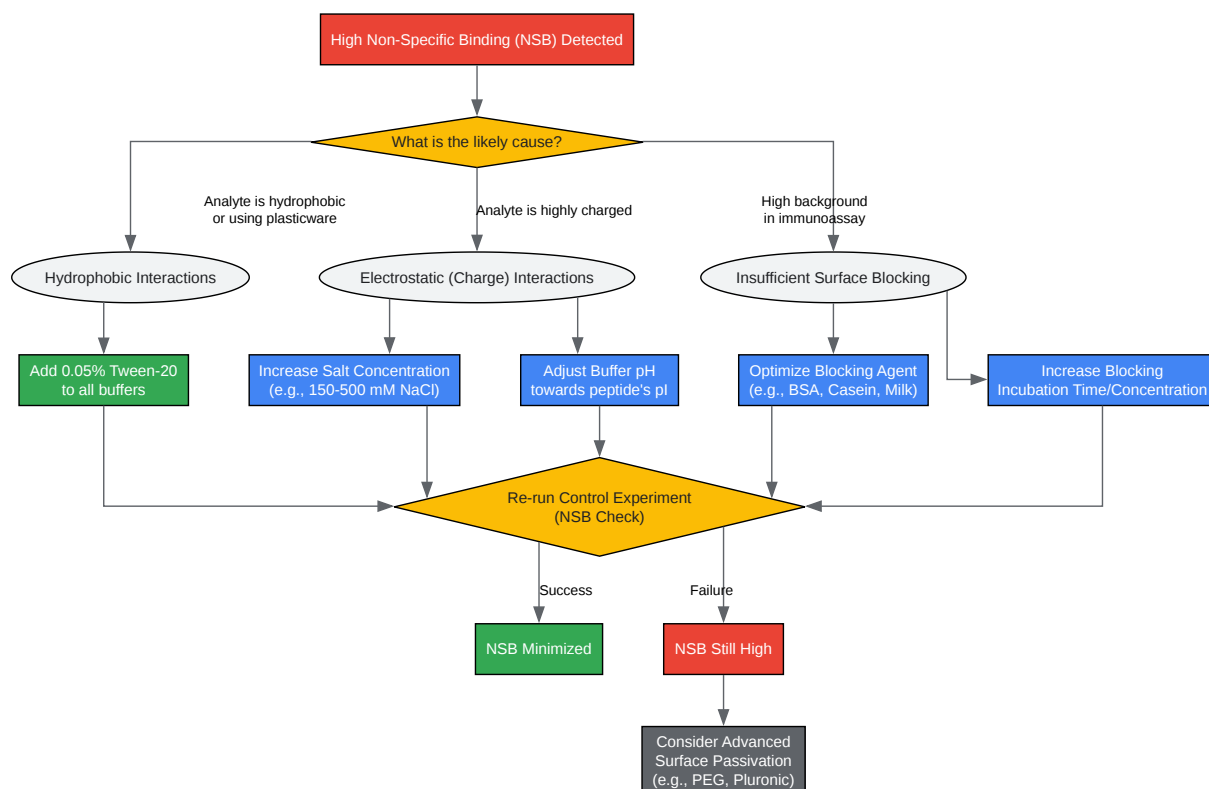 High Non-Specific Binding (NSB) Detected
What is the likely cause?
Analyte is hydrophobic
or using plasticware
Analyte is highly charged
High background
in immunoassay
Hydrophobic Interactions
Electrostatic (Charge) Interactions
Insufficient Surface Blocking
Add 0.05% Tween-20
to all buffers
Increase Salt Concentration
(e.g., 150-500 mM NaCl)
Adjust Buffer pH
towards peptide's pI
Optimize Blocking Agent
(e.g., BSA, Casein, Milk)
Increase Blocking
Incubation Time/Concentration
Re-run Control Experiment
(NSB Check)
Success
Failure
NSB Minimized
NSB Still High
Consider Advanced
Surface Passivation
(e.g., PEG, Pluronic)